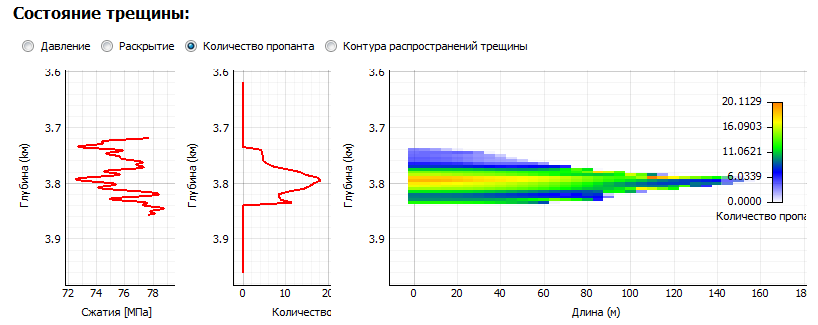 Состояние трещины:
Давление Раскрытие Количество пропанта Контура распространений трещины
3.6 3.6 3.6
20.1129
3.7 3.7 3.7
16.0903
11.0621
3.8 3.8 3.8
6.0339
0.0000
Количество пропа
3.9 3.9 3.9
Глубина (км) Глубина (км) Глубина (км)
72 74 76 78 0 10 20 0 20 40 60 80 100 120 140 160 18
Сжатия [МПа] Количество Длина (м)